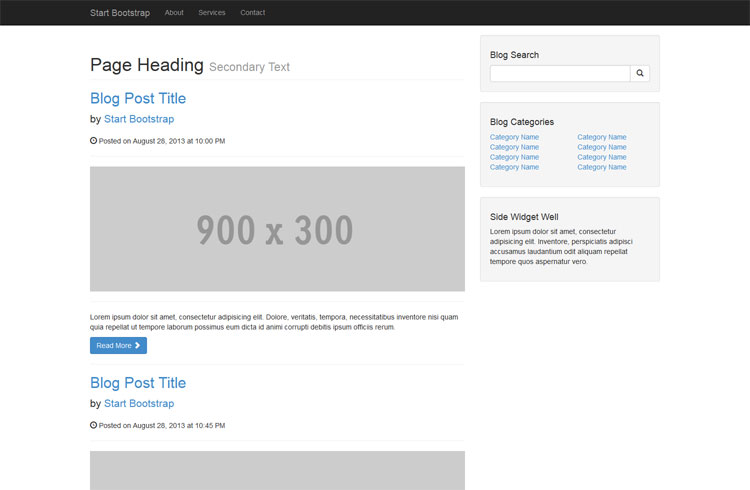 Start Bootstrap About Services Contact
Page Heading Secondary Text
Blog Post Title
by Start Bootstrap
Posted on August 28, 2013 at 10:00 PM
900 x 300
Lorem ipsum dolor sit amet, consectetur adipisicing elit. Dolore, veritatis, tempora, necessitatibus inventore nisi quam
quia repellat ut tempore laborum possimus eum dicta id animi corrupti debitis ipsum officiis rerum.
Read More
Blog Post Title
by Start Bootstrap
Posted on August 28, 2013 at 10:45 PM
Blog Search
Blog Categories
Category Name Category Name
Category Name Category Name
Category Name Category Name
Category Name Category Name
Side Widget Well
Lorem ipsum dolor sit amet, consectetur
adipisicing elit. Inventore, perspiciatis adipisci
accusamus laudantium odit aliquam repellat
tempore quos aspernatur vero.